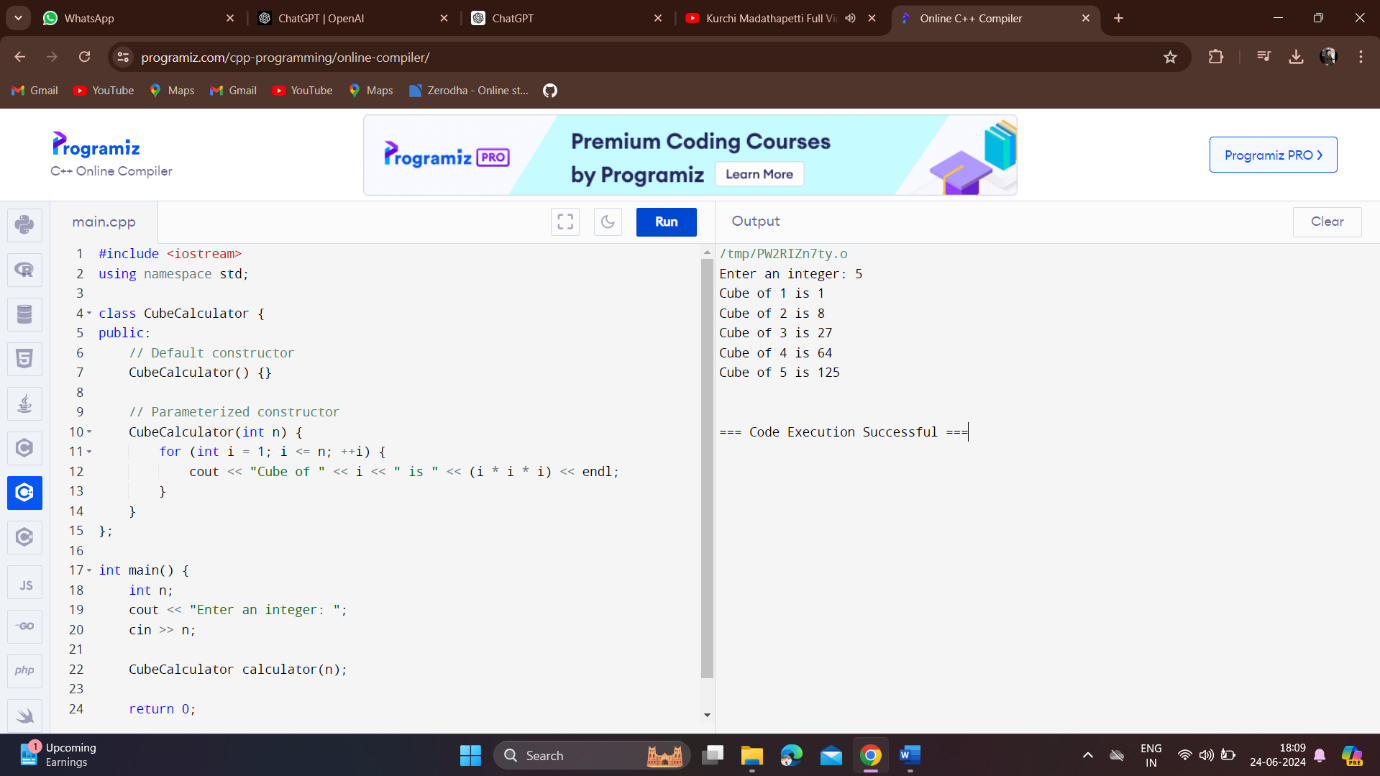 WhatsApp
ChatGPT | OpenAI
ChatGPT
Kurchi Madathapetti Full Vi
Online C++ Compiler
programiz.com/cpp-programming/online-compiler/
Gmail
YouTube
Maps
Gmail
YouTube
Maps
Zerodha - Online st...
Programiz
C++ Online Compiler
Programiz PRO
Premium Coding Courses
by Programiz
Learn More
Programiz PRO >
main.cpp
Run
Output
Clear
1 #include <iostream>
2 using namespace std;
3
4 class CubeCalculator {
5 public:
6     // Default constructor
7     CubeCalculator() {}
8
9     // Parameterized constructor
10     CubeCalculator(int n) {
11         for (int i = 1; i <= n; ++i) {
12             cout << "Cube of " << i << " is " << (i * i * i) << endl;
13         }
14     }
15 };
16
17 int main() {
18     int n;
19     cout << "Enter an integer: ";
20     cin >> n;
21
22     CubeCalculator calculator(n);
23
24     return 0;
/tmp/PW2RIZn7ty.o
Enter an integer: 5
Cube of 1 is 1
Cube of 2 is 8
Cube of 3 is 27
Cube of 4 is 64
Cube of 5 is 125
=== Code Execution Successful ===
JS
GO
php
1
Upcoming
Earnings
Search
W
ENG
IN
18:09
24-06-2024
PRE